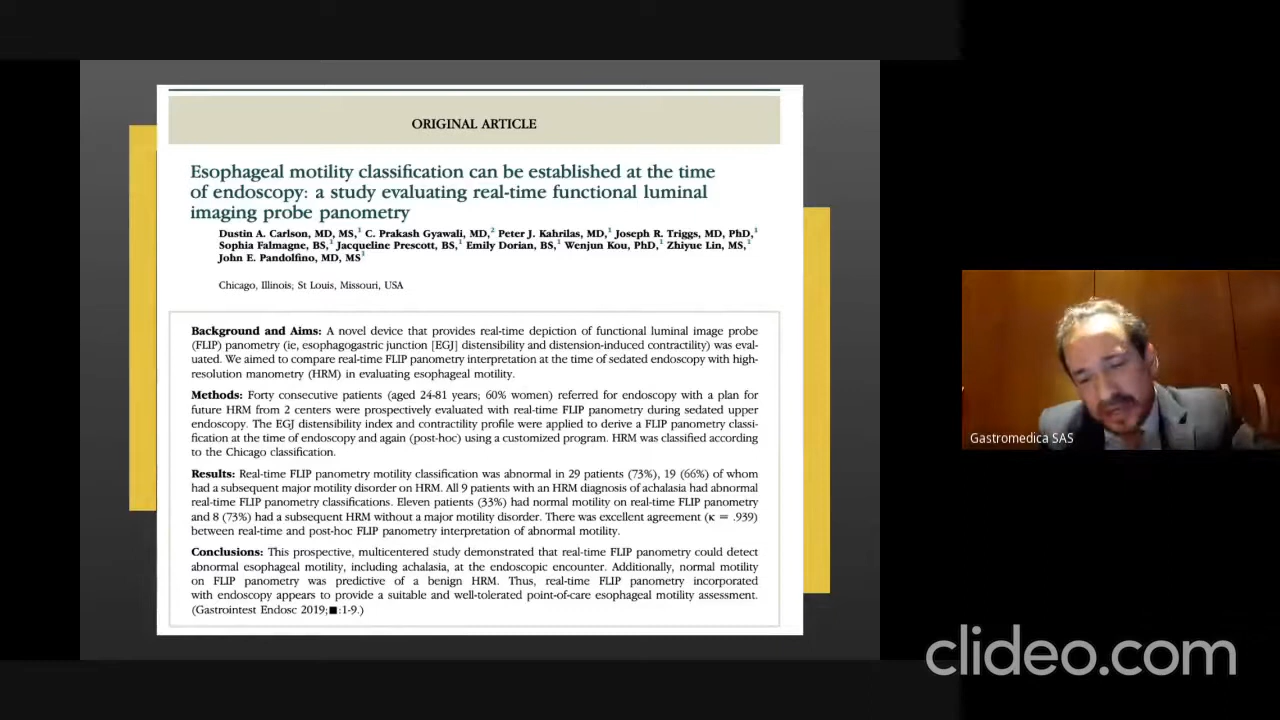 ORIGINAL ARTICLE
Esophageal motility classification can be established at the time
of endoscopy: a study evaluating real-time functional luminal
imaging probe panometry
Dustin A. Carlson, MD, MS,1 C. Prakash Gyawali, MD,2 Peter J. Kahrilas, MD,1 Joseph R. Triggs, MD, PhD,1
Sophia Falmagne, BS,1 Jacqueline Prescott, BS,1 Emily Dorian, BS,1 Wenjun Kou, PhD,1 Zhiyue Lin, MS,1
John E. Pandolfino, MD, MS1
Chicago, Illinois; St Louis, Missouri, USA
Background and Aims: A novel device that provides real-time depiction of functional luminal image probe
(FLIP) panometry (ie, esophagogastric junction [EGJ] distensibility and distension-induced contractility) was eval-
uated. We aimed to compare real-time FLIP panometry interpretation at the time of sedated endoscopy with high-
resolution manometry (HRM) in evaluating esophageal motility.
Methods: Forty consecutive patients (aged 24-81 years; 60% women) referred for endoscopy with a plan for
future HRM from 2 centers were prospectively evaluated with real-time FLIP panometry during sedated upper
endoscopy. The EGJ distensibility index and contractility profile were applied to derive a FLIP panometry classi-
fication at the time of endoscopy and again (post-hoc) using a customized program. HRM was classified according
to the Chicago classification.
Results: Real-time FLIP panometry motility classification was abnormal in 29 patients (73%), 19 (66%) of whom
had a subsequent major motility disorder on HRM. All 9 patients with an HRM diagnosis of achalasia had abnormal
real-time FLIP panometry classifications. Eleven patients (33%) had normal motility on real-time FLIP panometry
and 8 (73%) had a subsequent HRM without a major motility disorder. There was excellent agreement (κ = .939)
between real-time and post-hoc FLIP panometry interpretation of abnormal motility.
Conclusions: This prospective, multicentered study demonstrated that real-time FLIP panometry could detect
abnormal esophageal motility, including achalasia, at the endoscopic encounter. Additionally, normal motility
on FLIP panometry was predictive of a benign HRM. Thus, real-time FLIP panometry incorporated
with endoscopy appears to provide a suitable and well-tolerated point-of-care esophageal motility assessment.
(Gastrointest Endosc 2019;■:1-9.)
Gastromedica SAS
clideo.com